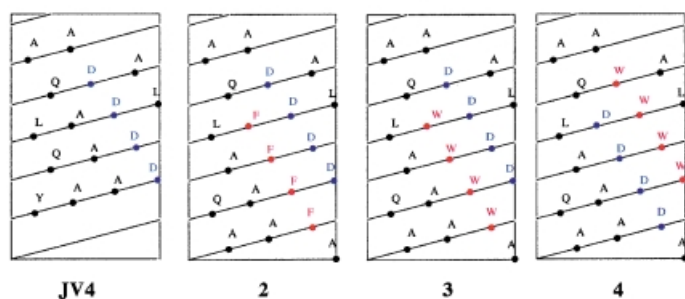 A A
Q D A
L A D L
Q A D
Y A A D
JV4
A A
Q D A
L F D L
A F D
Q A F D
A A F A
2
A A
Q D A
L W D L
A W D
Q A W D
A A W A
3
A A
Q W A
L D W L
A D W
Q A D W
A A D A
4